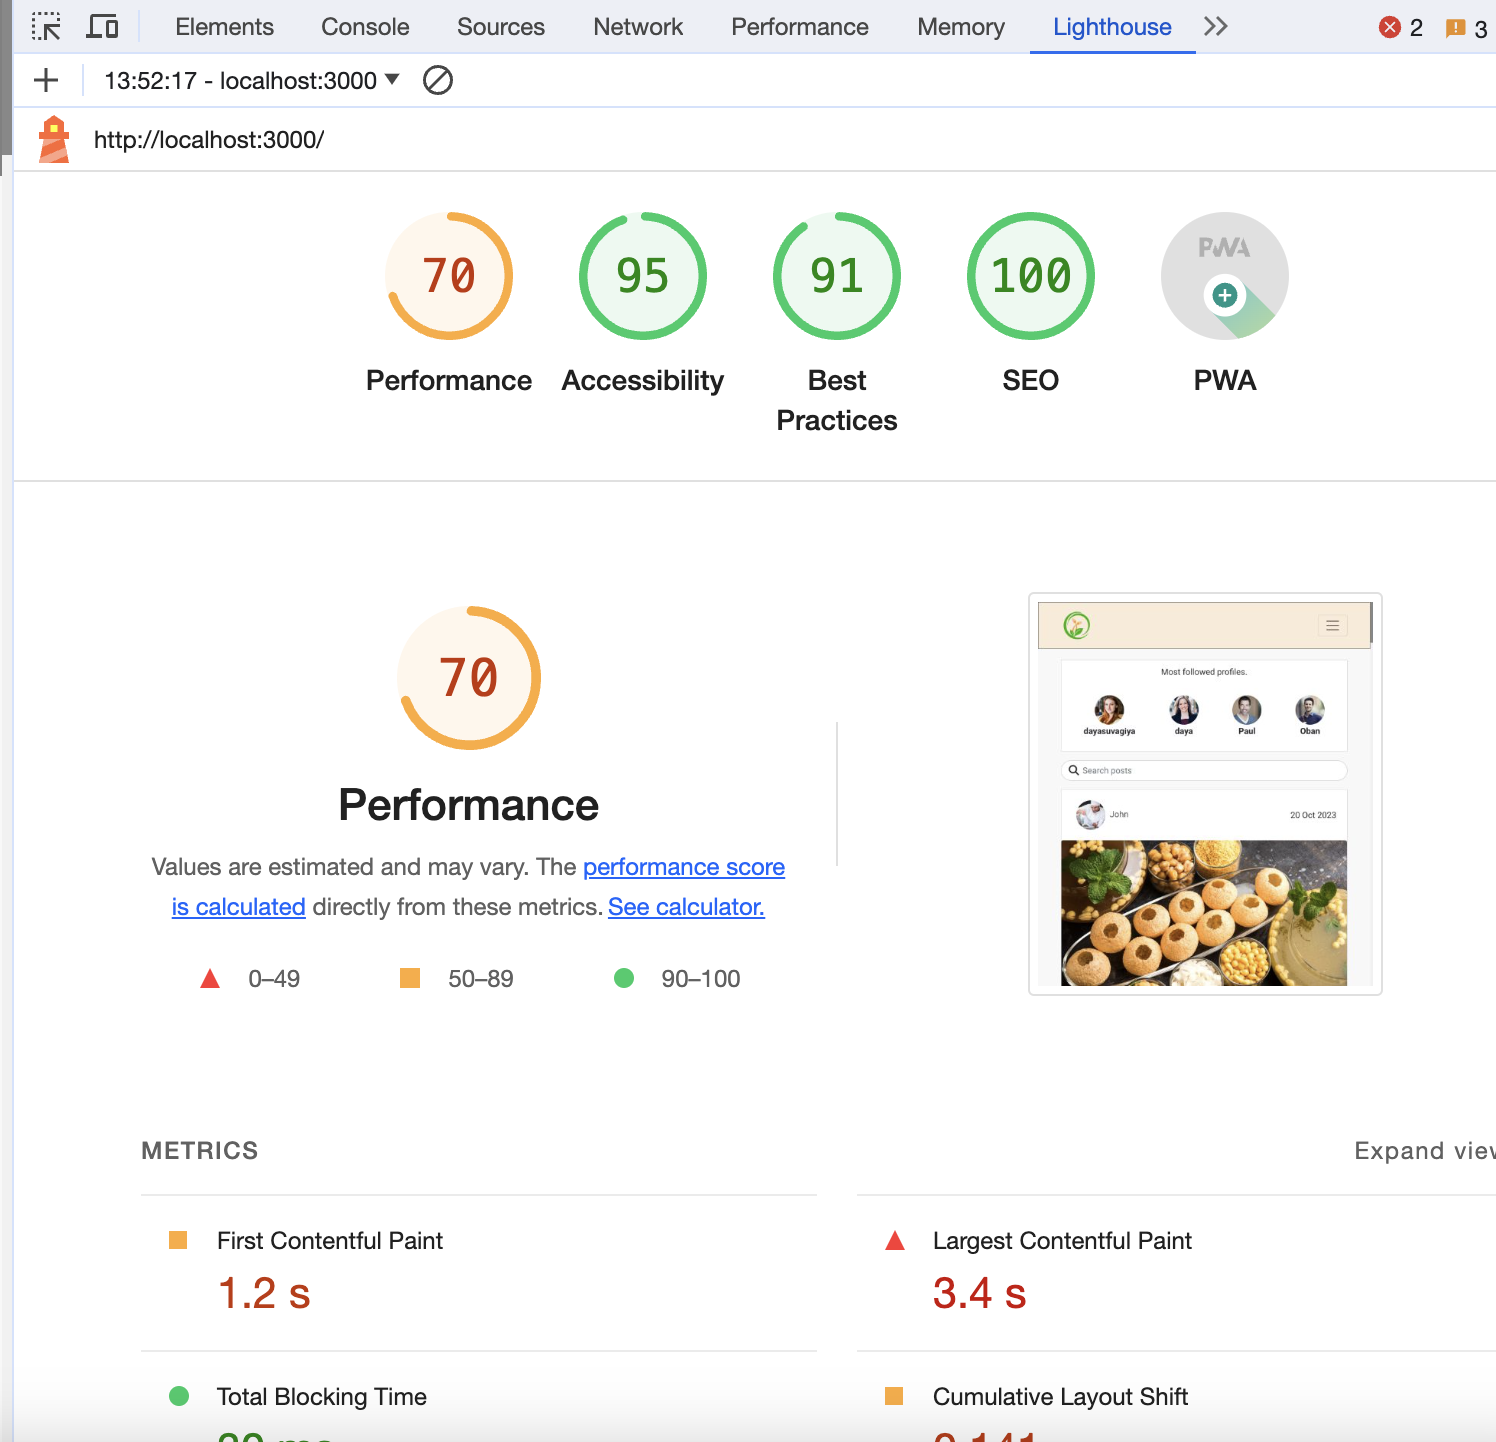 Elements Console Sources Network Performance Memory Lighthouse 2 3
13:52:17 - localhost:3000
http://localhost:3000/
70 95 91 100 PWA
Performance Accessibility Best Practices SEO PWA
70
Performance
Values are estimated and may vary. The performance score
is calculated directly from these metrics. See calculator.
0–49 50–89 90–100
Most followed profiles.
dayasuvagiya daya Paul Oban
Search posts
John 20 Oct 2023
METRICS
Expand view
First Contentful Paint
1.2 s
Largest Contentful Paint
3.4 s
Total Blocking Time
Cumulative Layout Shift
0.141